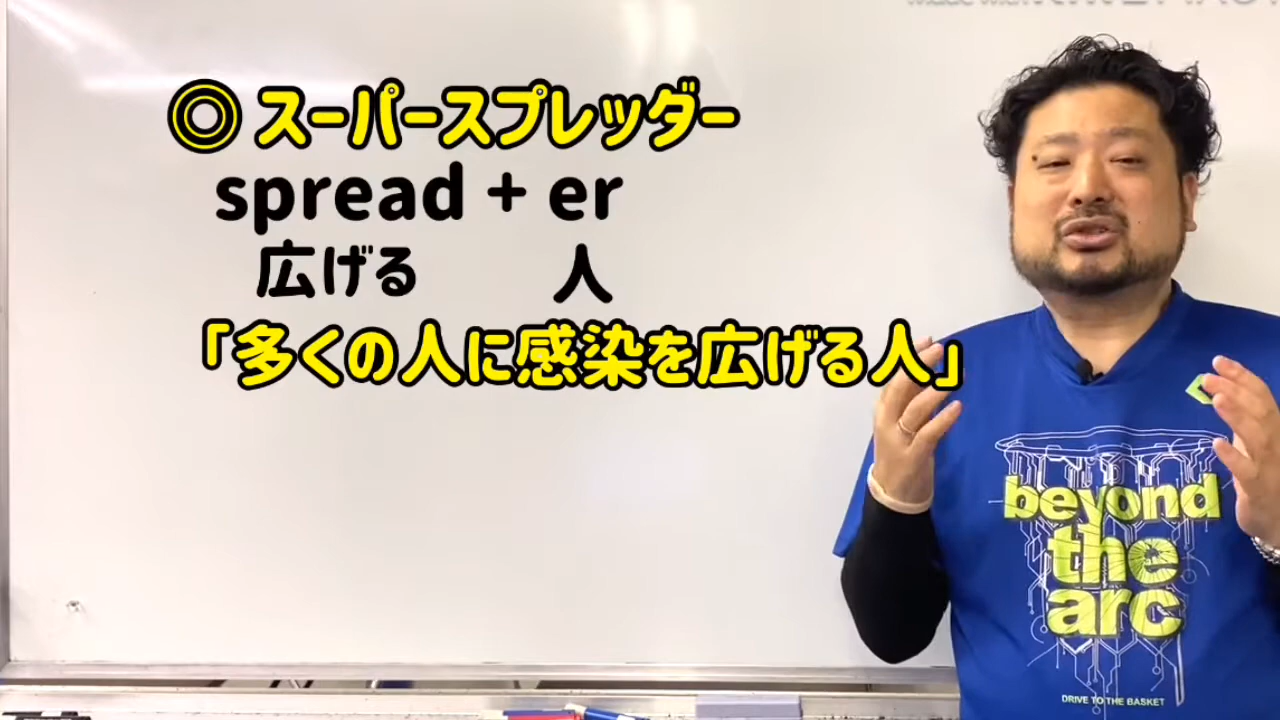 ◎ スーパースプレッダー
spread + er
広げる 人
「多くの人に感染を広げる人」
beyond
the
arc
DRIVE TO THE BASKET